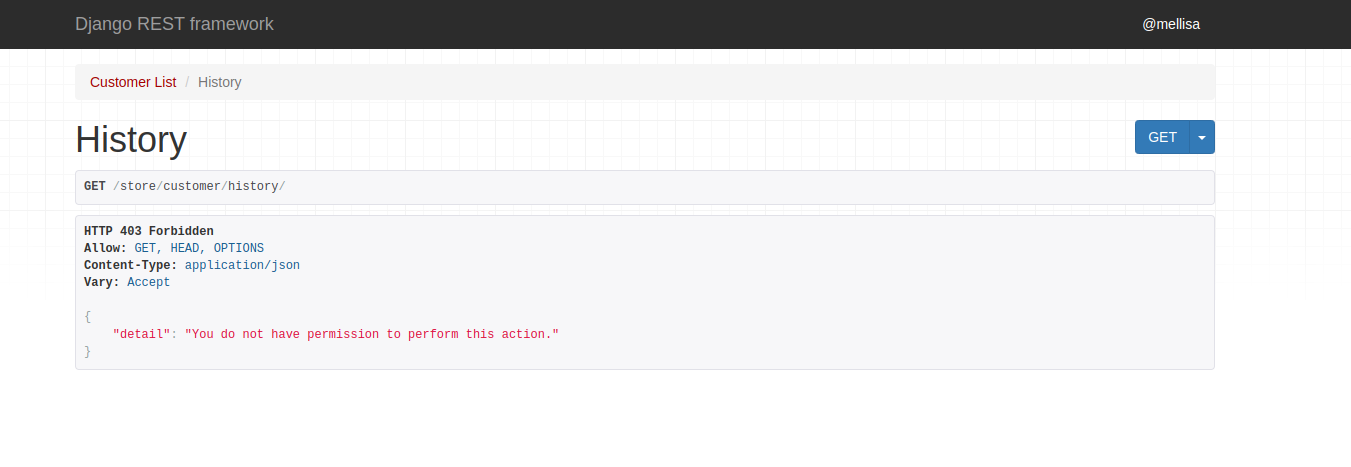 Django REST framework
@mellisa
Customer List / History
History
GET
GET /store/customer/history/
HTTP 403 Forbidden
Allow: GET, HEAD, OPTIONS
Content-Type: application/json
Vary: Accept
{
    "detail": "You do not have permission to perform this action."
}